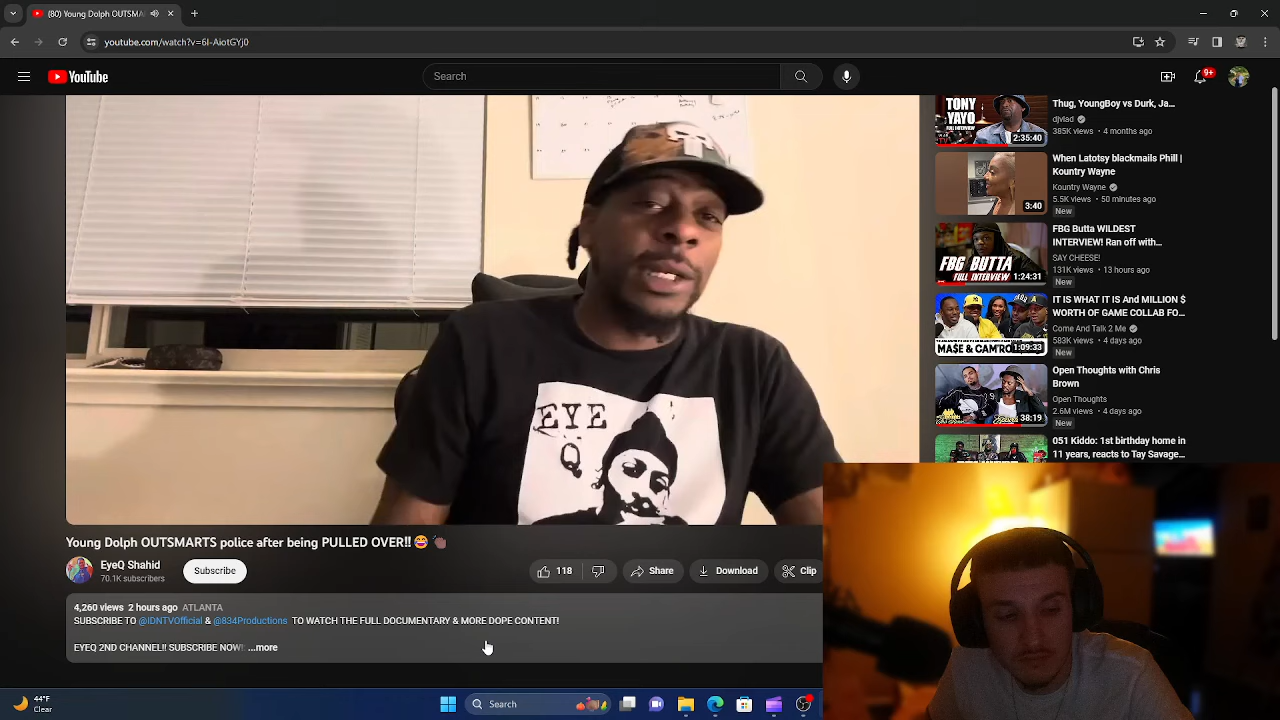 (80) Young Dolph OUTSMA
youtube.com/watch?v=6I-AiotGYj0
YouTube
Search
9+
TONY
YAYO
FULL INTERVIEW
2:35:40
Thug, YoungBoy vs Durk, Ja...
djvlad
385K views • 4 months ago
When Latotsy blackmails Phill |
Kountry Wayne
Kountry Wayne
5.5K views • 50 minutes ago
New
3:40
FBG Butta WILDEST
INTERVIEW! Ran off with...
SAY CHEESE!
131K views • 13 hours ago
New
FBG BUTTA
FULL INTERVIEW
1:24:31
IT IS WHAT IT IS And MILLION $
WORTH OF GAME COLLAB FO...
Come And Talk 2 Me
583K views • 4 days ago
New
MA$E & CAM'RO
1:09:33
Open Thoughts with Chris
Brown
Open Thoughts
2.6M views • 4 days ago
New
38:19
051 Kiddo: 1st birthday home in
11 years, reacts to Tay Savage...
EYE
Q
Young Dolph OUTSMARTS police after being PULLED OVER!! 😂 👏🏿
EyeQ Shahid
70.1K subscribers
Subscribe
118
Share
Download
Clip
4,260 views 2 hours ago ATLANTA
SUBSCRIBE TO @IDNTVOfficial & @834Productions TO WATCH THE FULL DOCUMENTARY & MORE DOPE CONTENT!
EYEQ 2ND CHANNEL!! SUBSCRIBE NOW! ...more
44°F
Clear
Search